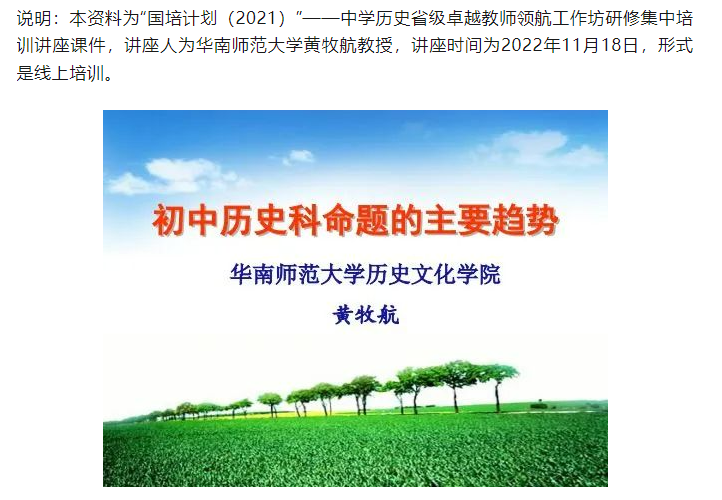 说明：本资料为“国培计划（2021）”——中学历史省级卓越教师领航工作坊研修集中培
训讲座课件，讲座人为华南师范大学黄牧航教授，讲座时间为2022年11月18日，形式
是线上培训。
初中历史科命题的主要趋势
华南师范大学历史文化学院
黄牧航